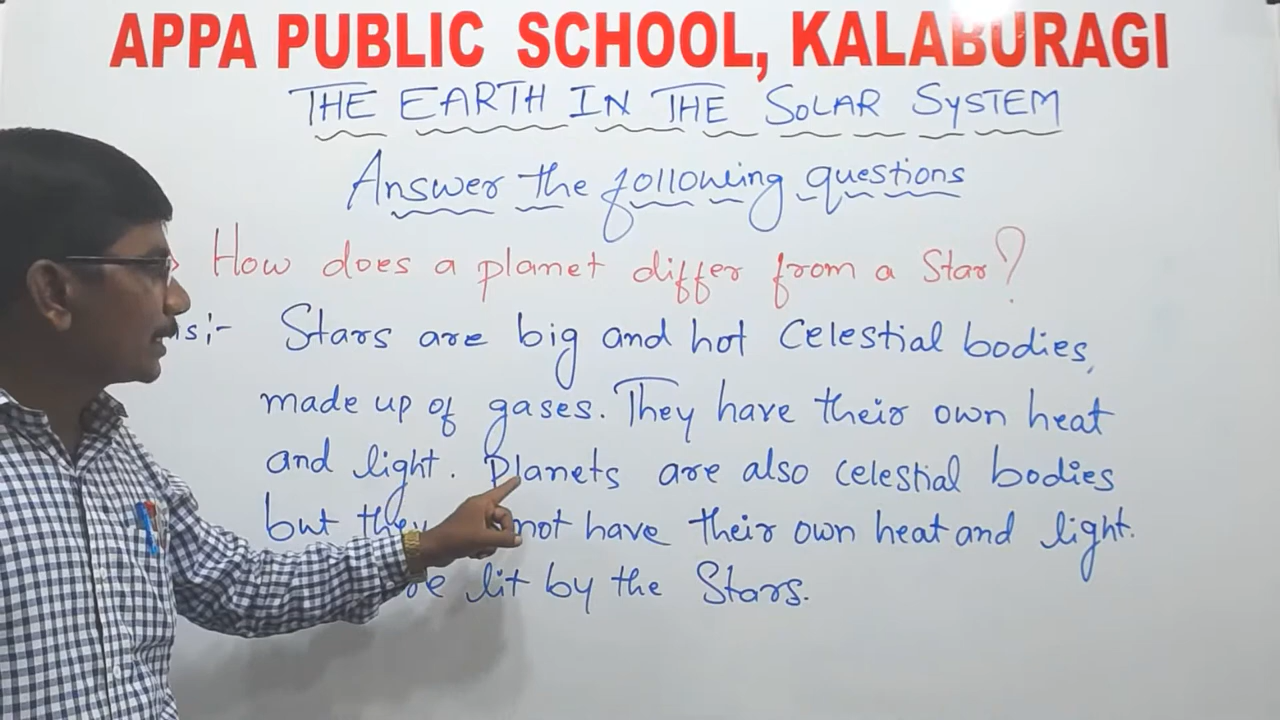 APPA PUBLIC SCHOOL, KALABURAGI
THE EARTH IN THE SOLAR SYSTEM
Answer the following questions
How does a planet differ from a Star?
Stars are big and hot Celestial bodies,
made up of gases. They have their own heat
and light. Planets are also celestial bodies
but they not have their own heat and light.
lit by the Stars.